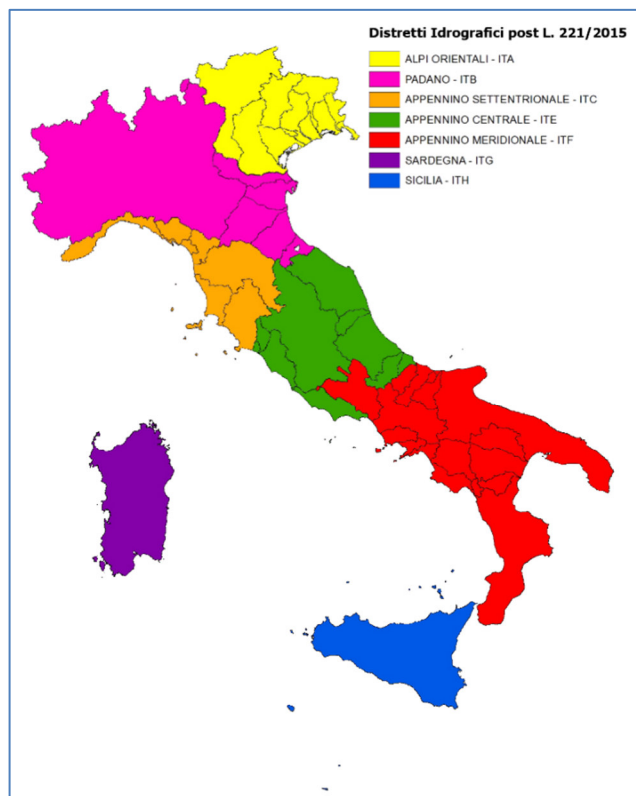 Distretti Idrografici post L. 221/2015
ALPI ORIENTALI - ITA
PADANO - ITB
APPENNINO SETTENTRIONALE - ITC
APPENNINO CENTRALE - ITE
APPENNINO MERIDIONALE - ITF
SARDEGNA - ITG
SICILIA - ITH